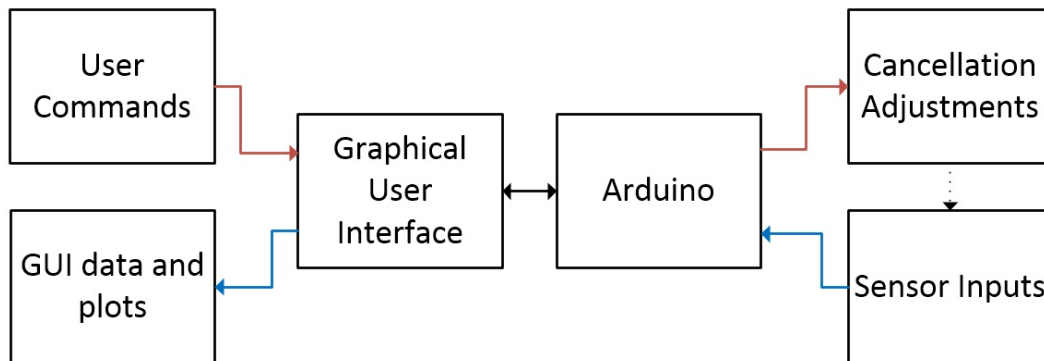 User
Commands
Graphical
User
Interface
Arduino
Cancellation
Adjustments
GUI data and
plots
Sensor Inputs